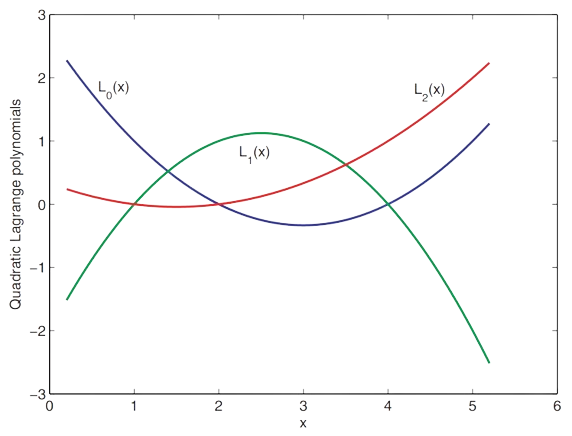 3
2
1
0
−1
−2
−3
Quadratic Lagrange polynomials
L0(x)
L1(x)
L2(x)
0 1 2 3 4 5 6
x